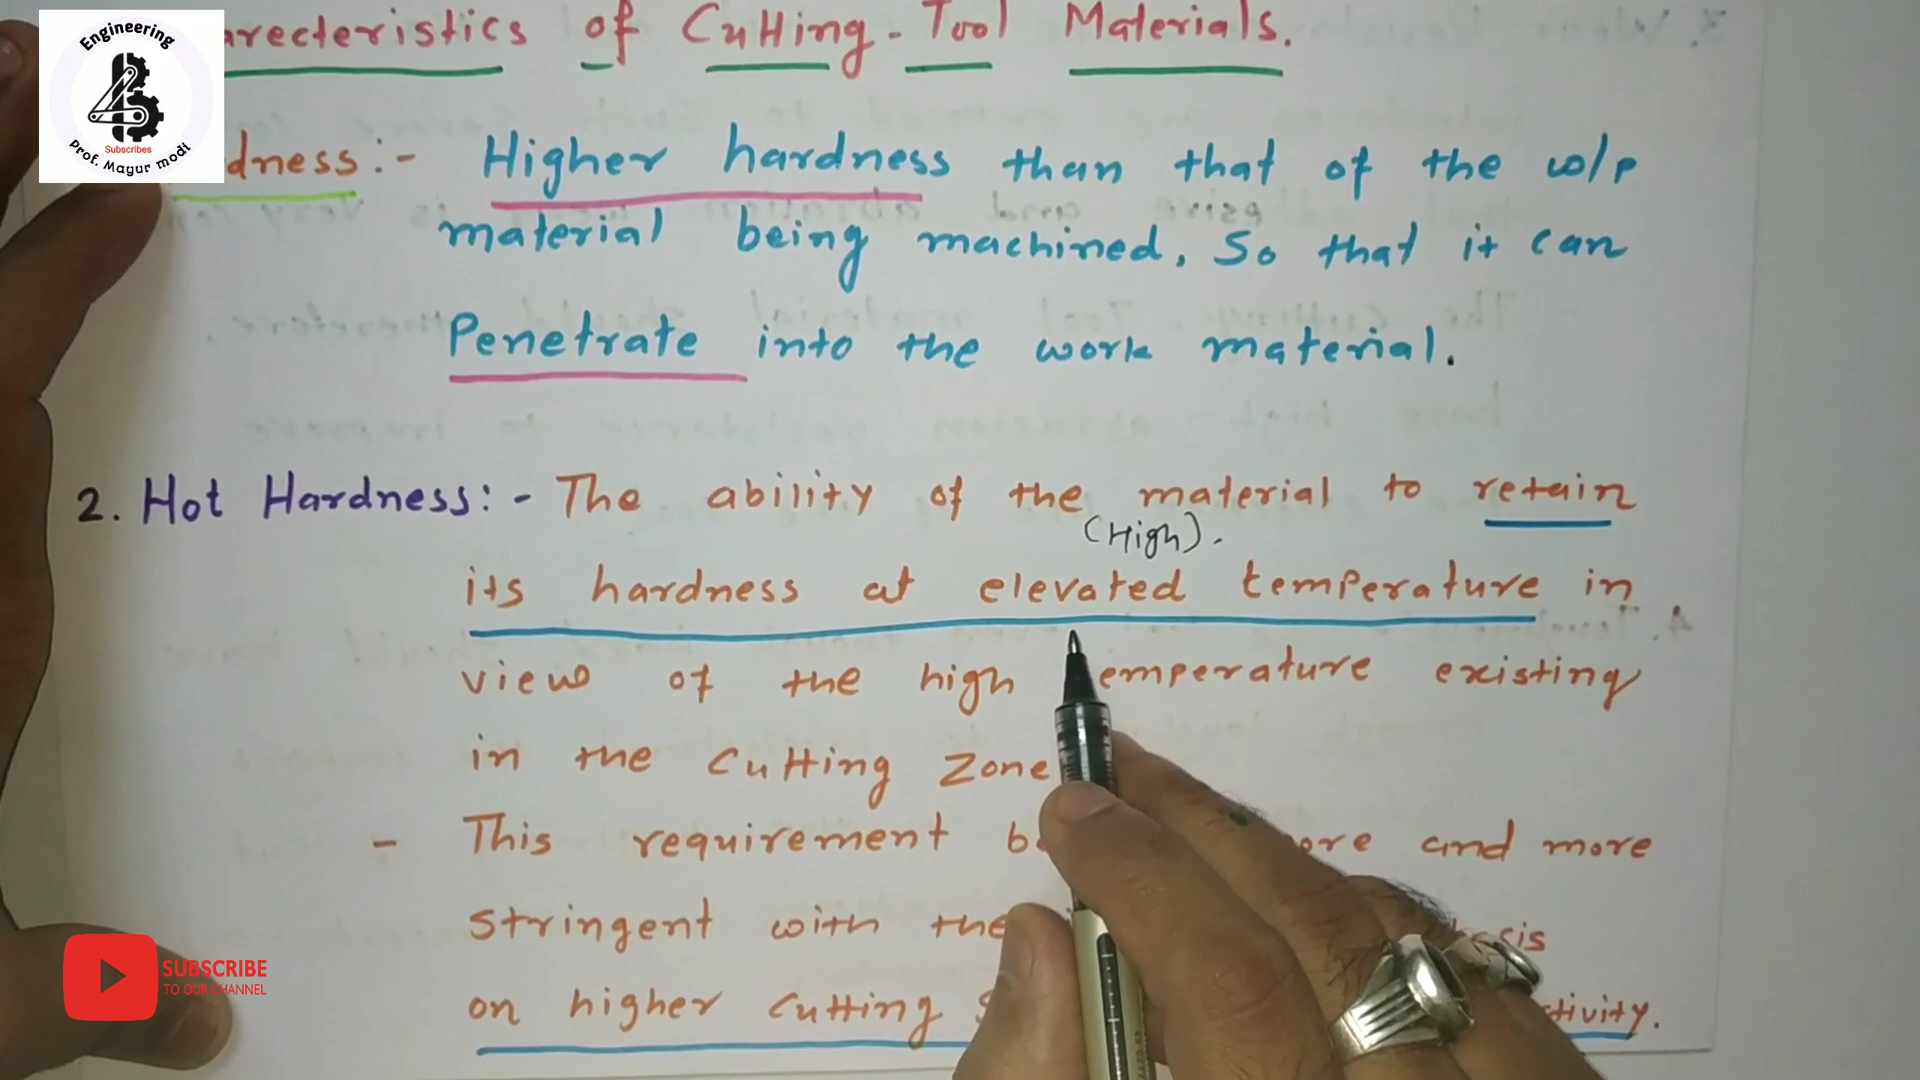 of Cutting-Tool Materials.
Engineering
Subscribes
Prof. Mayur modi
:- Higher hardness than that of the w/p
material being machined. So that it can
Penetrate into the work material.
2. Hot Hardness:- The ability of the material to retain
(High).
its hardness at elevated temperature in
view of the high emperature existing
in the Cutting Zone
- This requirement and more
stringent with the
on higher Cutting
SUBSCRIBE
TO OUR CHANNEL